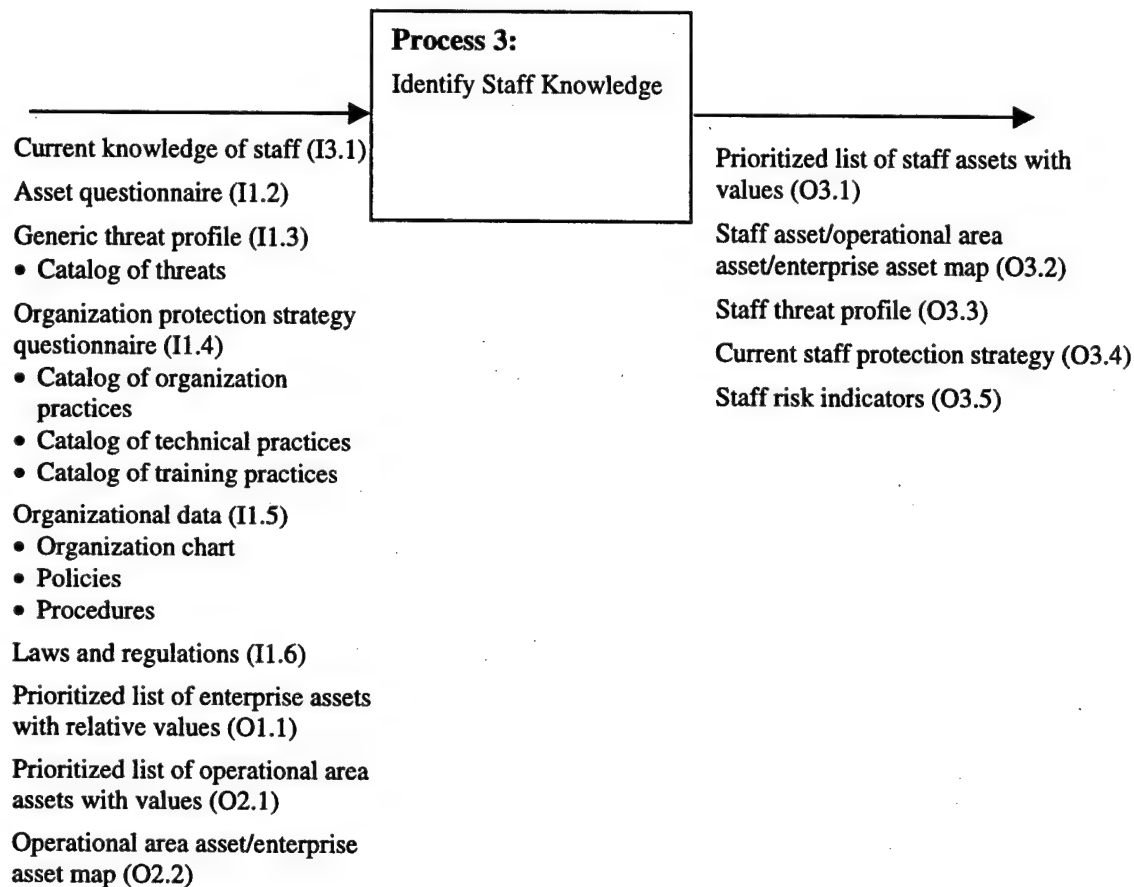 Process 3:
Identify Staff Knowledge
Current knowledge of staff (I3.1)
Asset questionnaire (I1.2)
Generic threat profile (I1.3)
• Catalog of threats
Organization protection strategy
questionnaire (I1.4)
• Catalog of organization
practices
• Catalog of technical practices
• Catalog of training practices
Organizational data (I1.5)
• Organization chart
• Policies
• Procedures
Laws and regulations (I1.6)
Prioritized list of enterprise assets
with relative values (O1.1)
Prioritized list of operational area
assets with values (O2.1)
Operational area asset/enterprise
asset map (O2.2)
Prioritized list of staff assets with
values (O3.1)
Staff asset/operational area
asset/enterprise asset map (O3.2)
Staff threat profile (O3.3)
Current staff protection strategy (O3.4)
Staff risk indicators (O3.5)